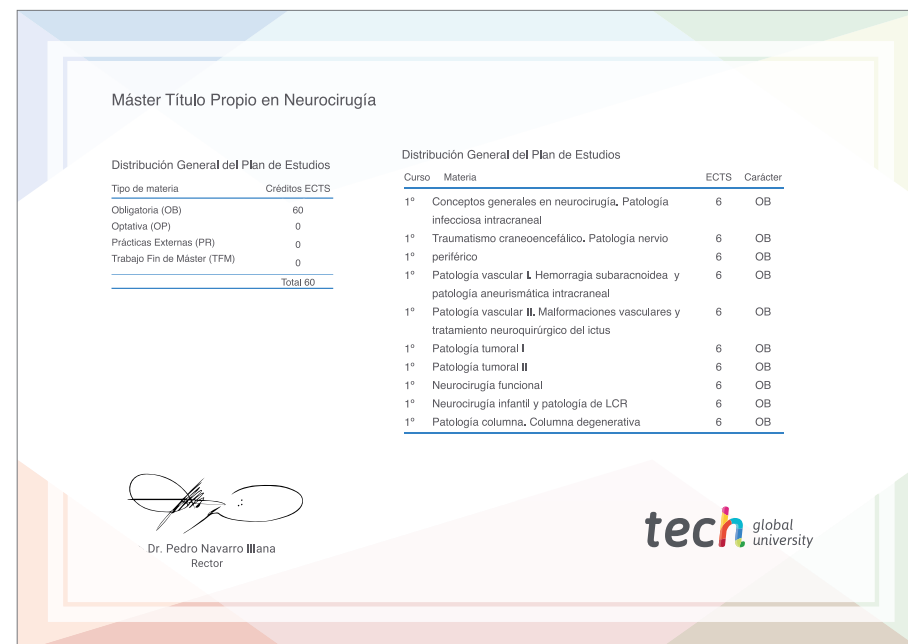 Máster Título Propio en Neurocirugía
Distribución General del Plan de Estudios
Tipo de materia Créditos ECTS
Obligatoria (OB) 60
Optativa (OP) 0
Prácticas Externas (PR) 0
Trabajo Fin de Máster (TFM) 0
Total 60
Distribución General del Plan de Estudios
Curso Materia ECTS Carácter
1º Conceptos generales en neurocirugía. Patología 6 OB
infecciosa intracraneal
1º Traumatismo craneoencefálico. Patología nervio 6 OB
1º periférico 6 OB
1º Patología vascular I. Hemorragia subaracnoidea y 6 OB
patología aneurismática intracraneal
1º Patología vascular II. Malformaciones vasculares y 6 OB
tratamiento neuroquirúrgico del ictus
1º Patología tumoral I 6 OB
1º Patología tumoral II 6 OB
1º Neurocirugía funcional 6 OB
1º Neurocirugía infantil y patología de LCR 6 OB
1º Patología columna. Columna degenerativa 6 OB
Dr. Pedro Navarro Illana
Rector
tech global
university